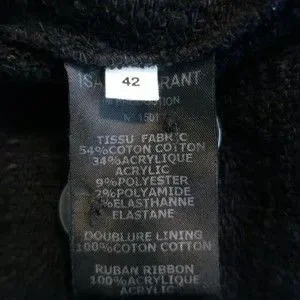 42
N°1501
TISSU FABRIC
54%COTON COTTON
34%ACRYLIQUE
ACRYLIC
9%POLYESTER
2%POLYAMIDE
%ELASTHANNE
ELASTANE
DOUBLURE LINING
100%COTON COTTON
RUBAN RIBBON
100%ACRYLIQUE